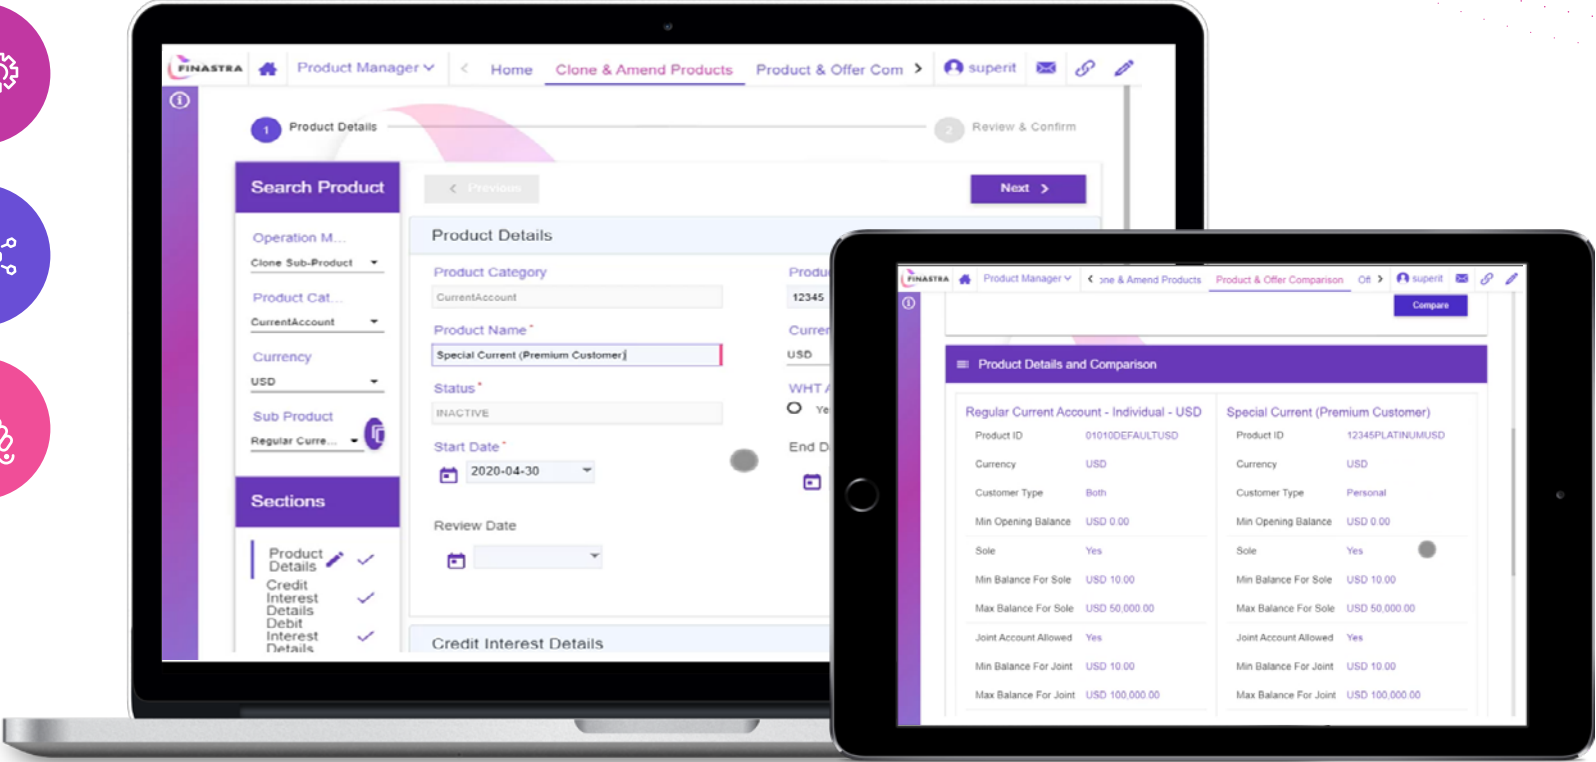 FINASTRA Product Manager Home Clone & Amend Products Product & Offer Com superit
1 Product Details 2 Review & Confirm
Search Product
Previous
Next
Operation M...
Clone Sub-Product
Product Cat...
CurrentAccount
Currency
USD
Sub Product
Regular Curre...
Sections
Product
Details
Credit
Interest
Details
Debit
Interest
Details
Product Details
Product Category
CurrentAccount
Produ
12345
Product Name*
Special Current (Premium Customer)
Curren
USD
Status*
INACTIVE
WHT A
Ye
Start Date*
2020-04-30
End D
Review Date
Credit Interest Details
FINASTRA Product Manager one & Amend Products Product & Offer Comparison Off superit
Compare
Product Details and Comparison
Regular Current Account - Individual - USD
Product ID 01010DEFAULTUSD
Currency USD
Customer Type Both
Min Opening Balance USD 0.00
Sole Yes
Min Balance For Sole USD 10.00
Max Balance For Sole USD 50,000.00
Joint Account Allowed Yes
Min Balance For Joint USD 10.00
Max Balance For Joint USD 100,000.00
Special Current (Premium Customer)
Product ID 12345PLATINUMUSD
Currency USD
Customer Type Personal
Min Opening Balance USD 0.00
Sole Yes
Min Balance For Sole USD 10.00
Max Balance For Sole USD 50,000.00
Joint Account Allowed Yes
Min Balance For Joint USD 10.00
Max Balance For Joint USD 100,000.00